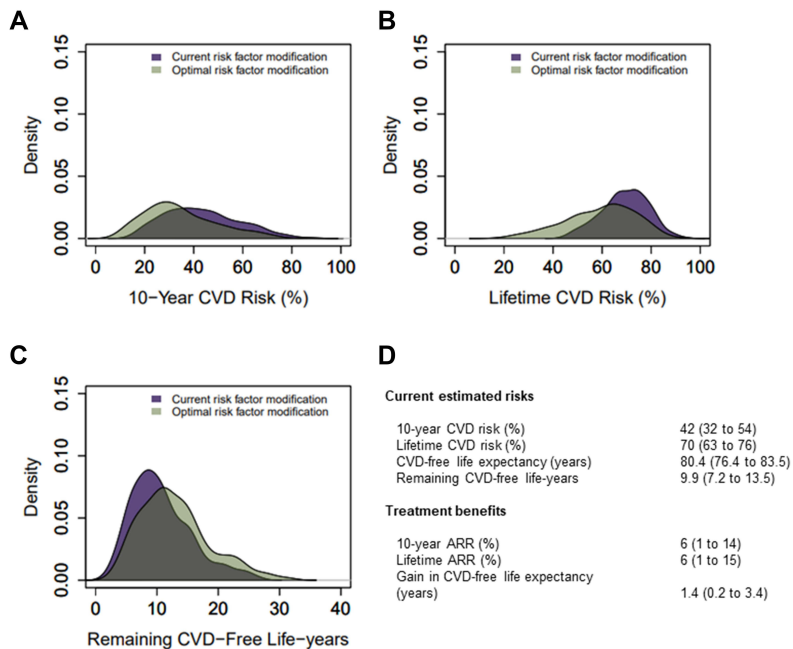 A
0.15
0.10
0.05
0.00
Density
Current risk factor modification
Optimal risk factor modification
0 20 40 60 80 100
10−Year CVD Risk (%)
B
0.15
0.10
0.05
0.00
Density
Current risk factor modification
Optimal risk factor modification
0 20 40 60 80 100
Lifetime CVD Risk (%)
C
0.15
0.10
0.05
0.00
Density
Current risk factor modification
Optimal risk factor modification
0 10 20 30 40
Remaining CVD−Free Life−years
D
Current estimated risks
10-year CVD risk (%) 42 (32 to 54)
Lifetime CVD risk (%) 70 (63 to 76)
CVD-free life expectancy (years) 80.4 (76.4 to 83.5)
Remaining CVD-free life-years 9.9 (7.2 to 13.5)
Treatment benefits
10-year ARR (%) 6 (1 to 14)
Lifetime ARR (%) 6 (1 to 15)
Gain in CVD-free life expectancy
(years) 1.4 (0.2 to 3.4)